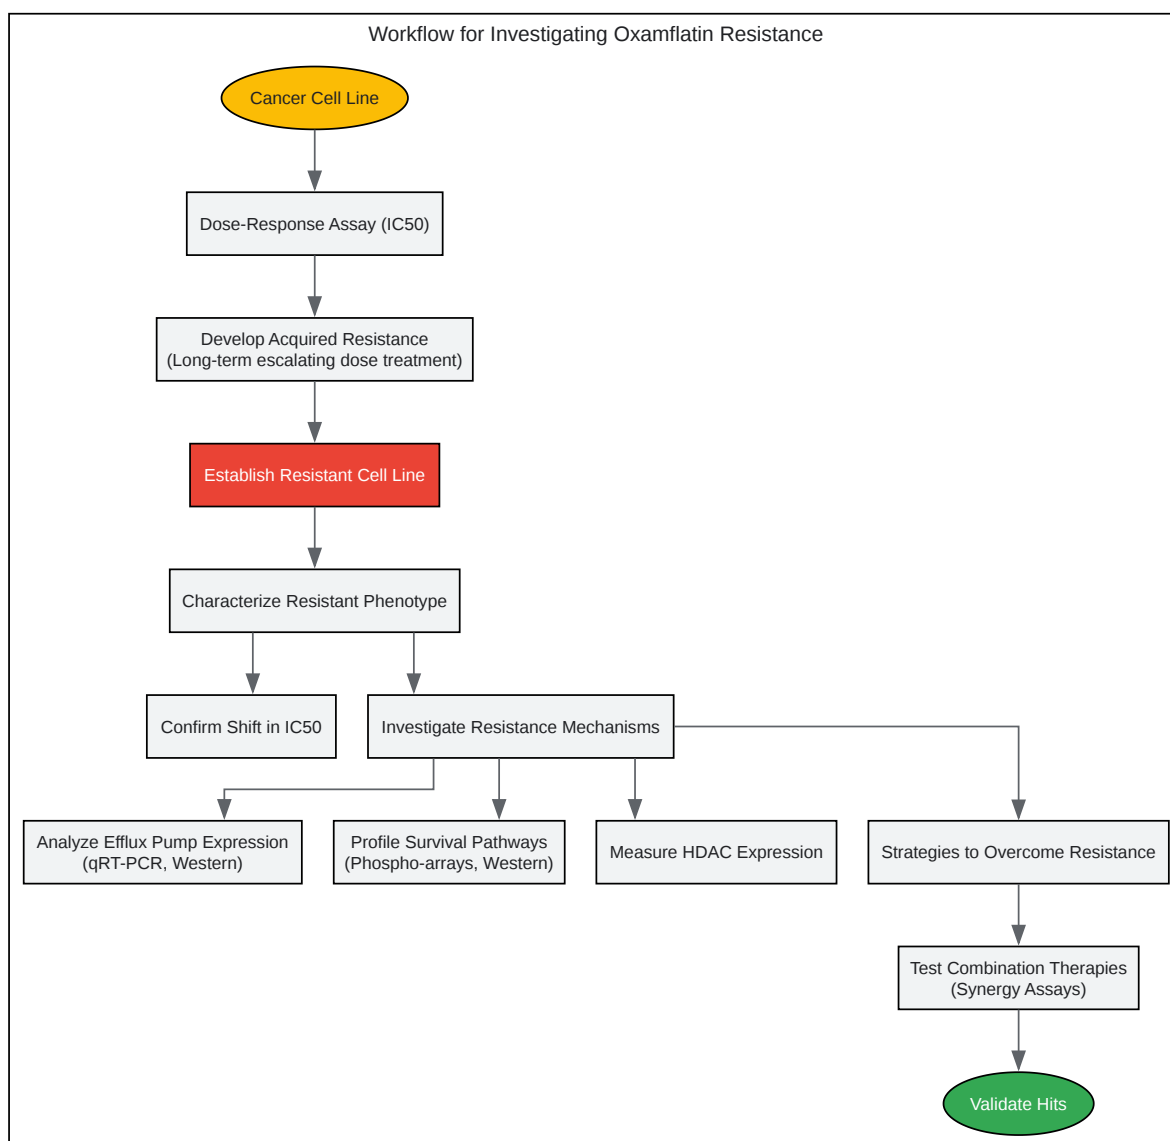 Workflow for Investigating Oxamflatin Resistance
Cancer Cell Line
Dose-Response Assay (IC50)
Develop Acquired Resistance
(Long-term escalating dose treatment)
Establish Resistant Cell Line
Characterize Resistant Phenotype
Confirm Shift in IC50
Investigate Resistance Mechanisms
Analyze Efflux Pump Expression
(qRT-PCR, Western)
Profile Survival Pathways
(Phospho-arrays, Western)
Measure HDAC Expression
Strategies to Overcome Resistance
Test Combination Therapies
(Synergy Assays)
Validate Hits